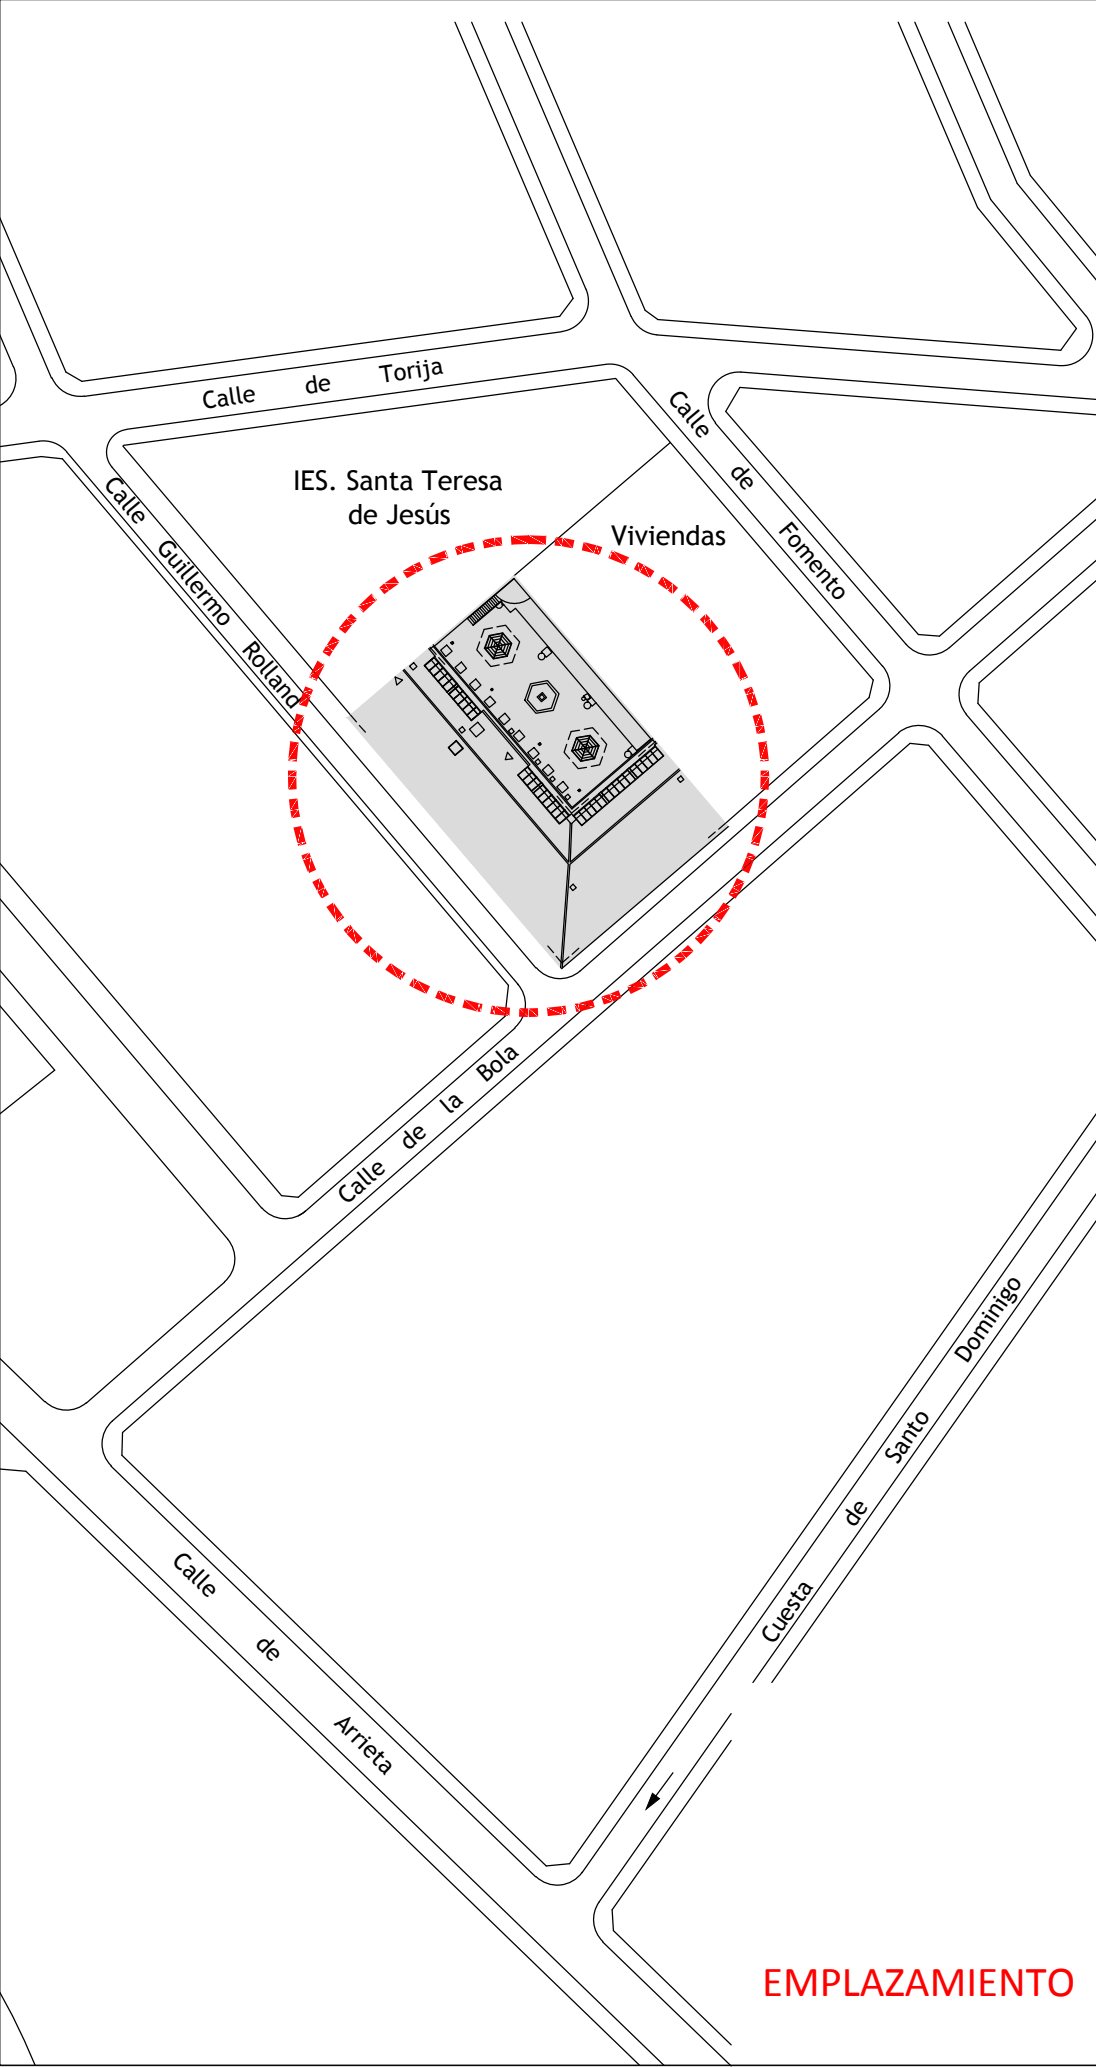 Calle de Torija
Calle de Fomento
IES. Santa Teresa
de Jesús
Viviendas
Calle Guillermo Rolland
Calle de la Bola
Cuesta de Santo Dominigo
Calle de Arrieta
EMPLAZAMIENTO